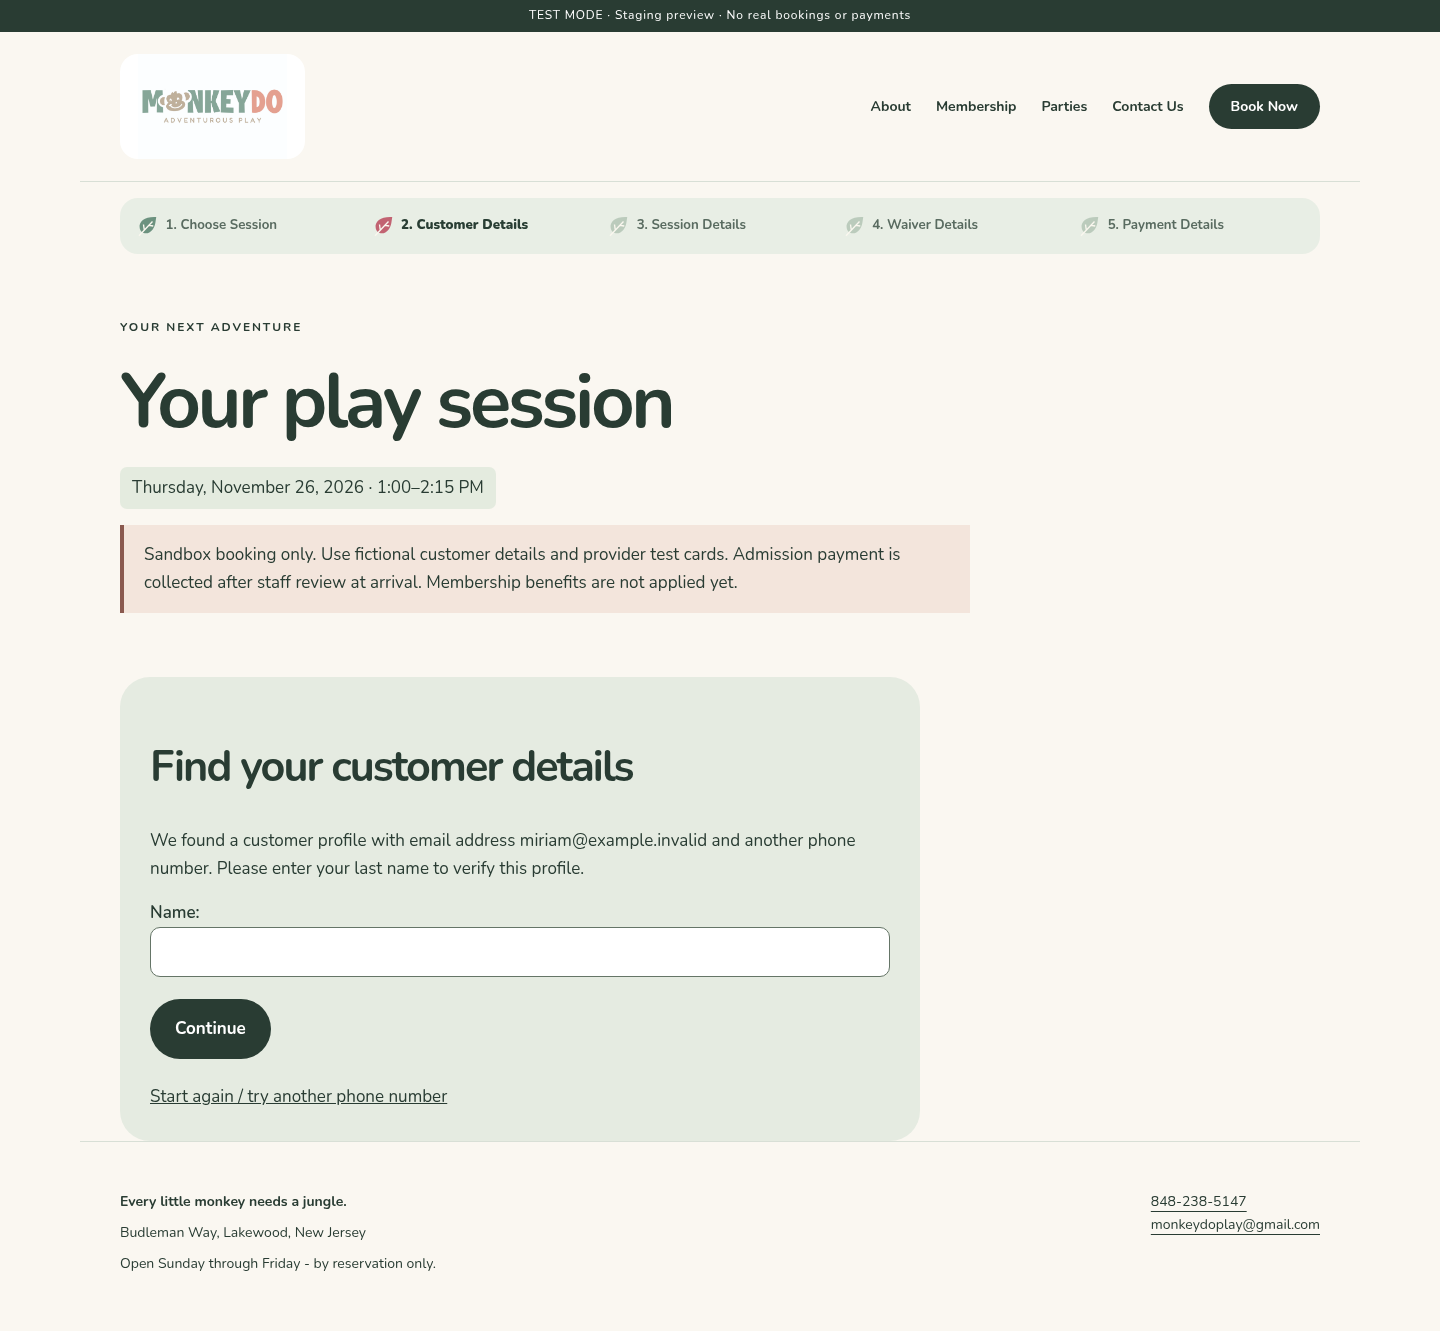 TEST MODE · Staging preview · No real bookings or payments
MONKEYDO
ADVENTUROUS PLAY
About
Membership
Parties
Contact Us
Book Now
1. Choose Session
2. Customer Details
3. Session Details
4. Waiver Details
5. Payment Details
YOUR NEXT ADVENTURE
Your play session
Thursday, November 26, 2026 · 1:00–2:15 PM
Sandbox booking only. Use fictional customer details and provider test cards. Admission payment is
collected after staff review at arrival. Membership benefits are not applied yet.
Find your customer details
We found a customer profile with email address miriam@example.invalid and another phone
number. Please enter your last name to verify this profile.
Name:
Continue
Start again / try another phone number
Every little monkey needs a jungle.
Budleman Way, Lakewood, New Jersey
Open Sunday through Friday - by reservation only.
848-238-5147
monkeydoplay@gmail.com